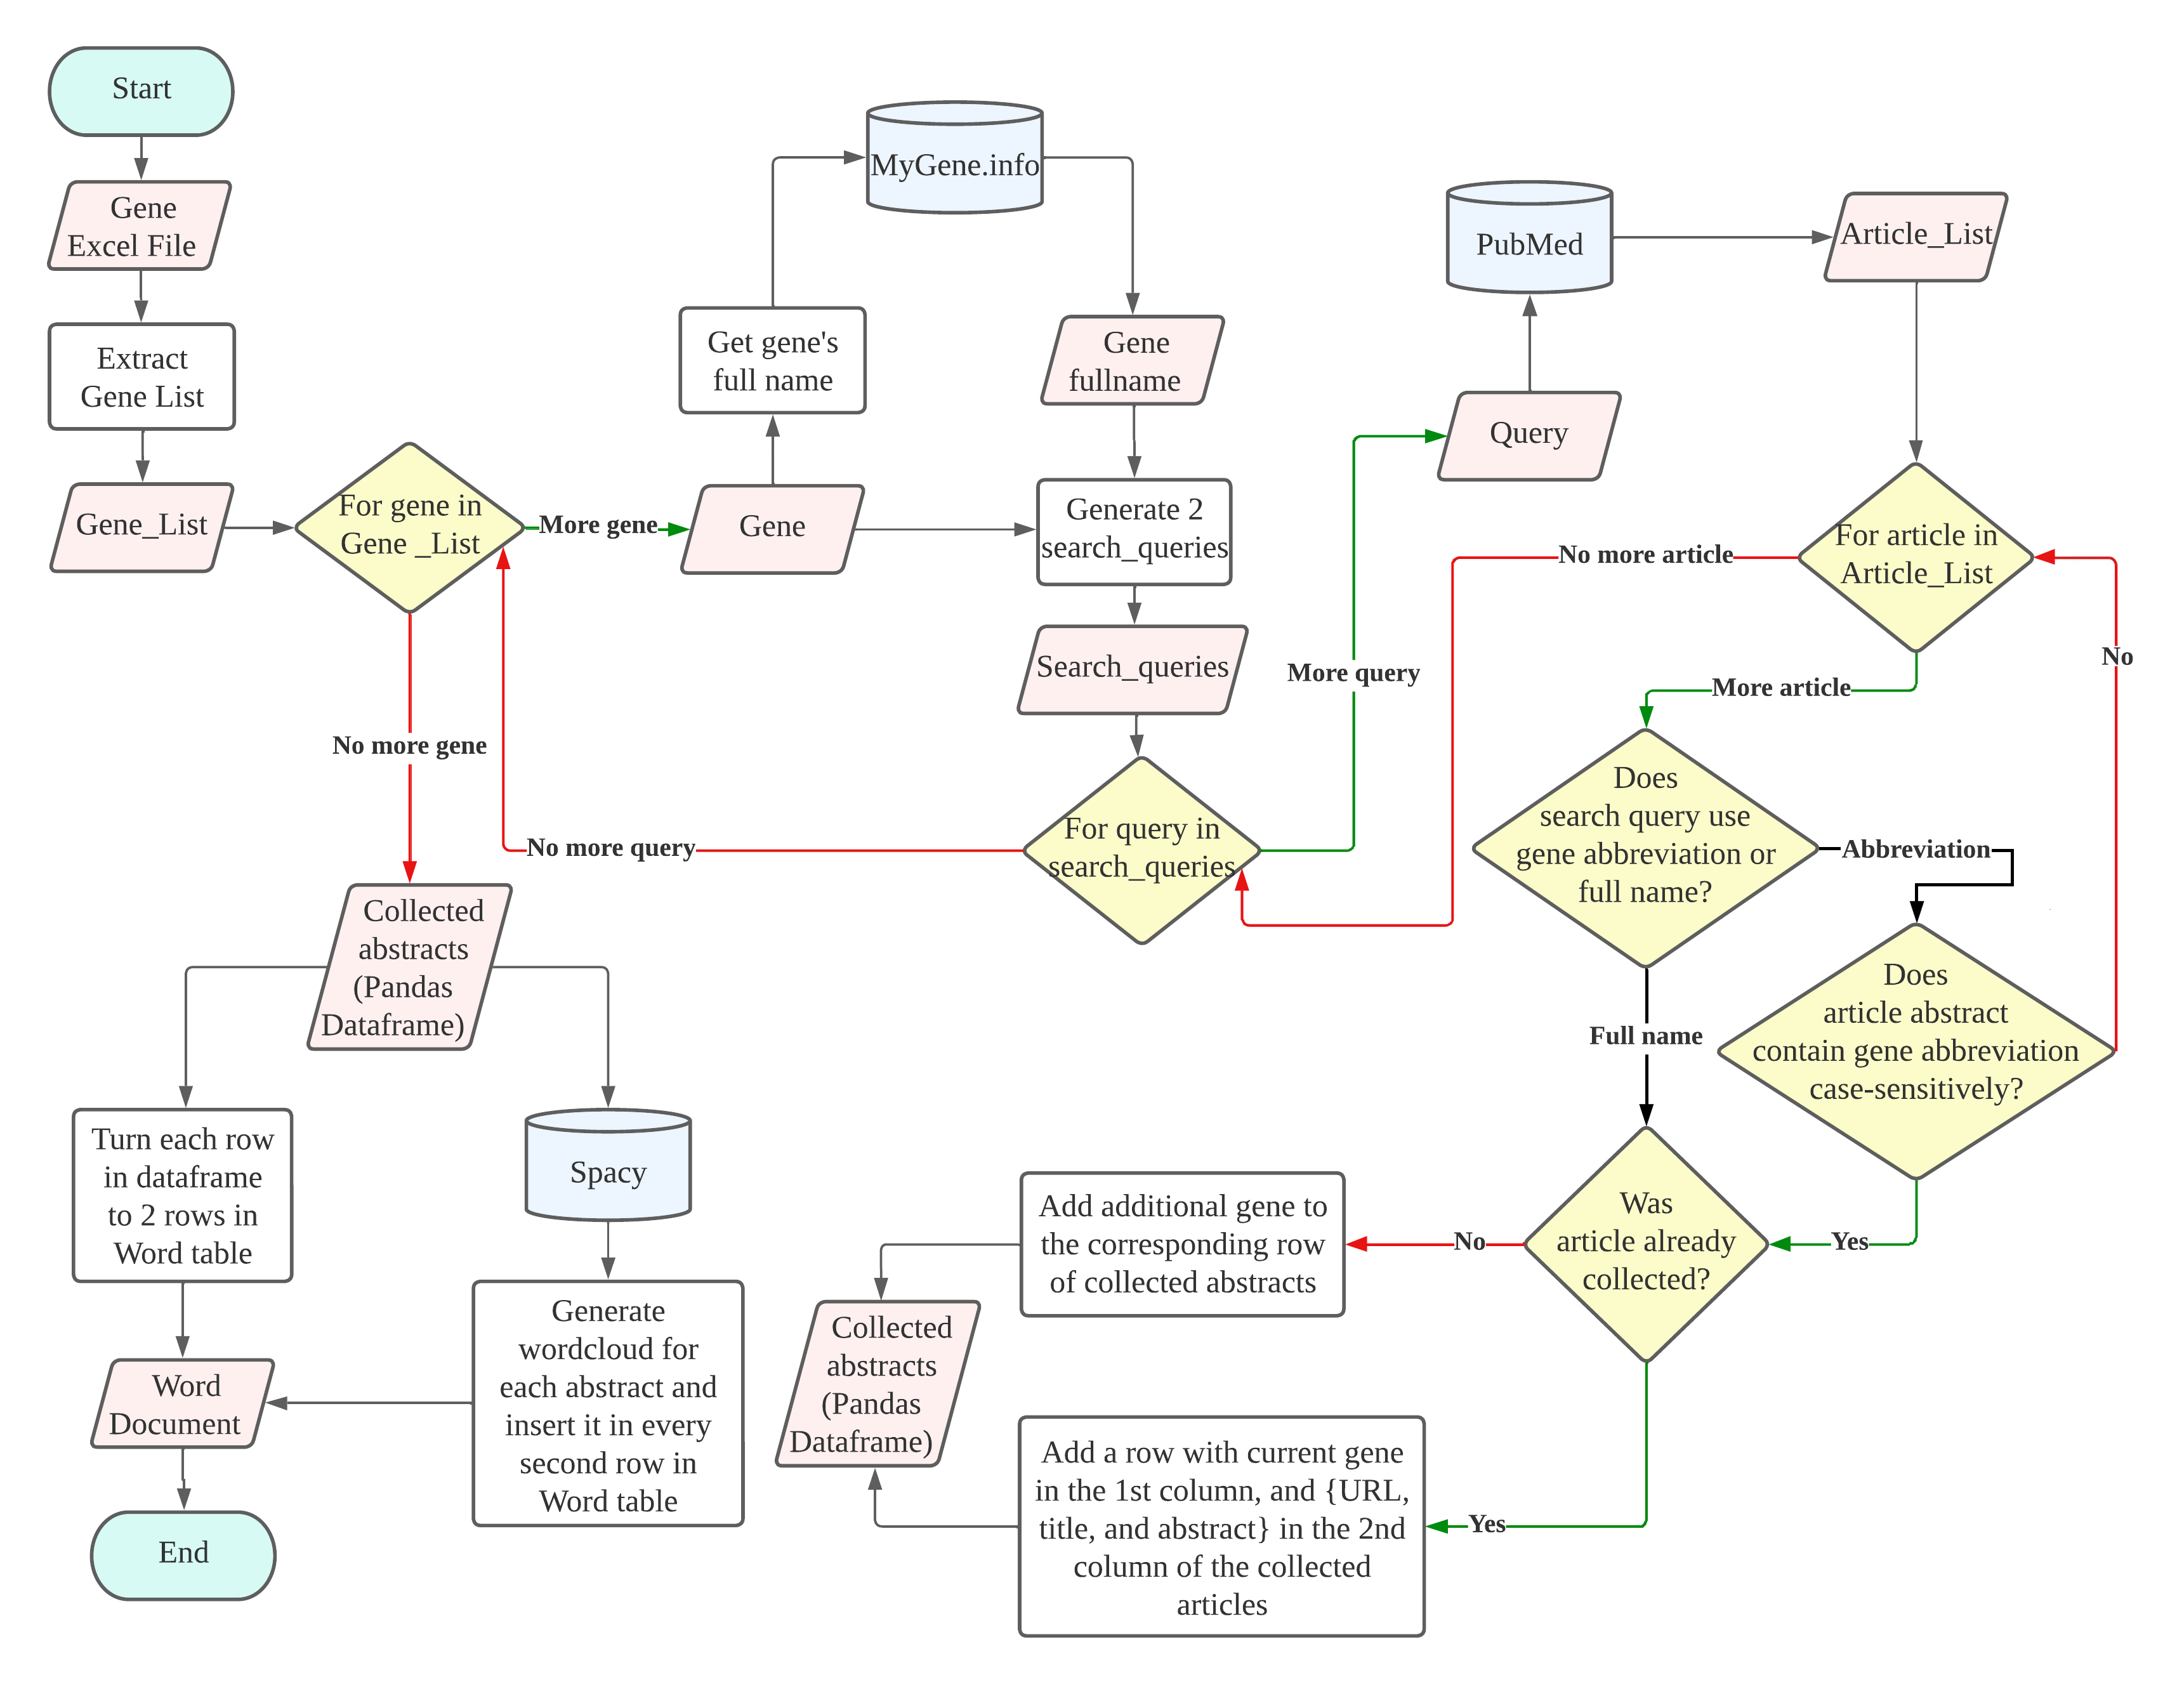 Start
Gene
Excel File
Extract
Gene List
Gene_List
For gene in
Gene _List
More gene
No more gene
Gene
Get gene's
full name
MyGene.info
Gene
fullname
Generate 2
search_queries
Search_queries
For query in
search_queries
No more query
More query
Query
PubMed
Article_List
For article in
Article_List
No more article
More article
Does
search query use
gene abbreviation or
full name?
Abbreviation
Full name
Does
article abstract
contain gene abbreviation
case-sensitively?
No
Yes
Was
article already
collected?
No
Yes
Add additional gene to
the corresponding row
of collected abstracts
Add a row with current gene
in the 1st column, and {URL,
title, and abstract} in the 2nd
column of the collected
articles
Collected
abstracts
(Pandas
Dataframe)
Collected
abstracts
(Pandas
Dataframe)
Turn each row
in dataframe
to 2 rows in
Word table
Spacy
Generate
wordcloud for
each abstract and
insert it in every
second row in
Word table
Word
Document
End